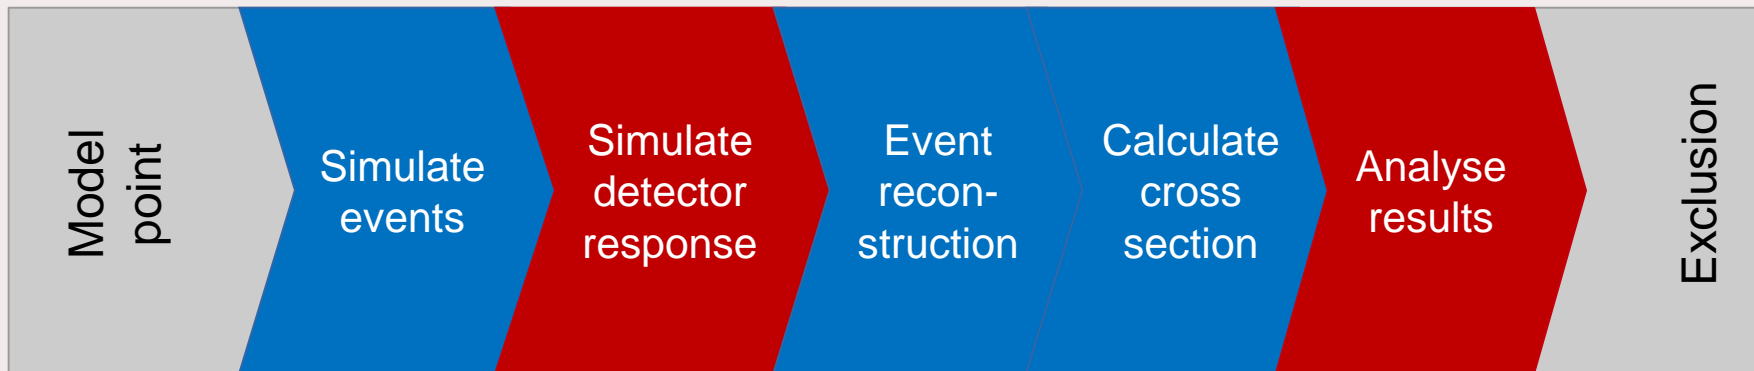 Model
point
Simulate
events
Simulate
detector
response
Event
recon-
struction
Calculate
cross
section
Analyse
results
Exclusion